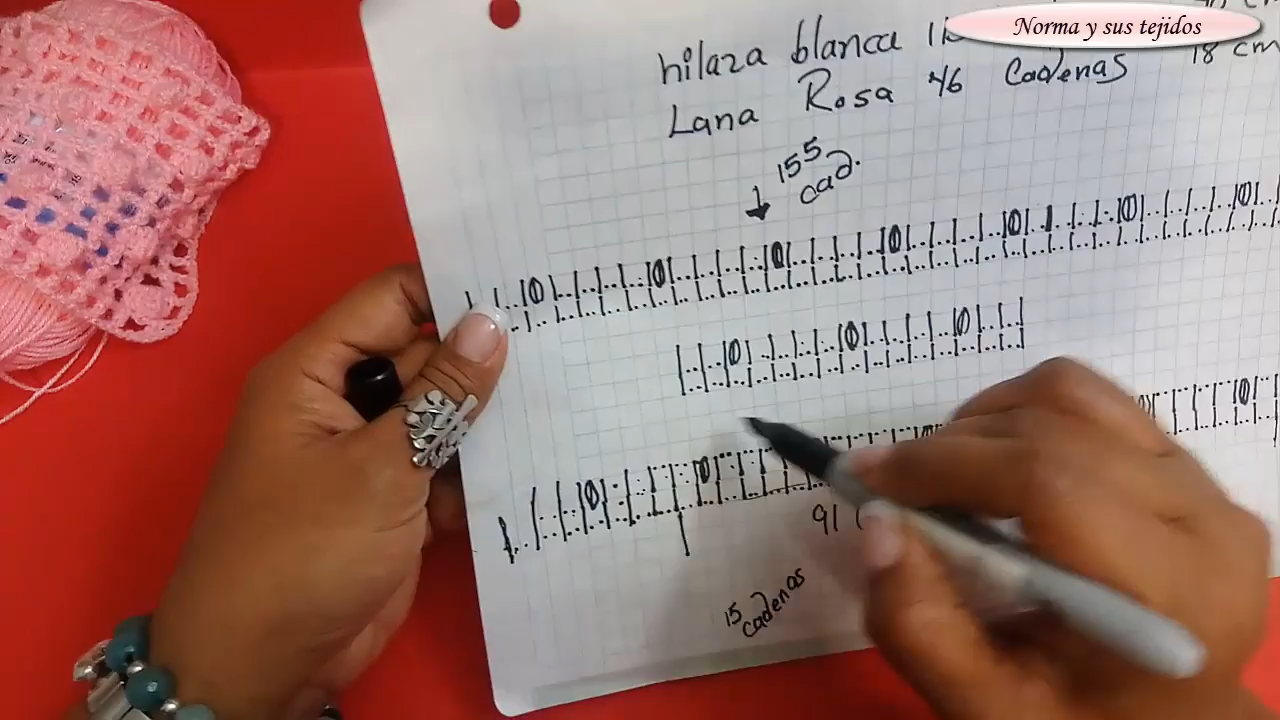 Norma y sus tejidos
hilaza blanca
Lana Rosa 46 Cadenas 18 cm
155
cad.
91
15
cadenas